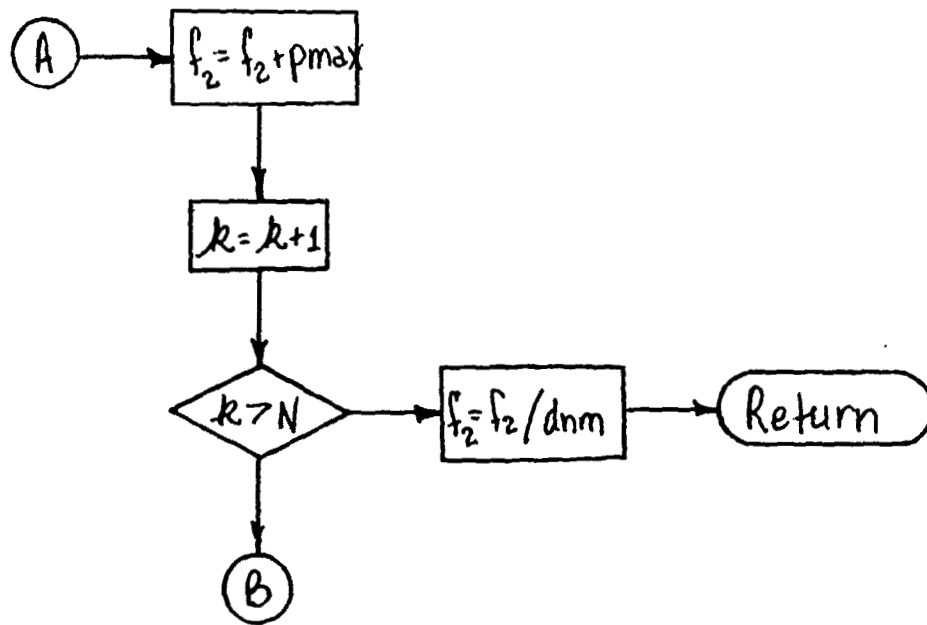 A
f₂ = f₂ + pmax
k = k+1
k > N
f₂ = f₂ / dnm
Return
B